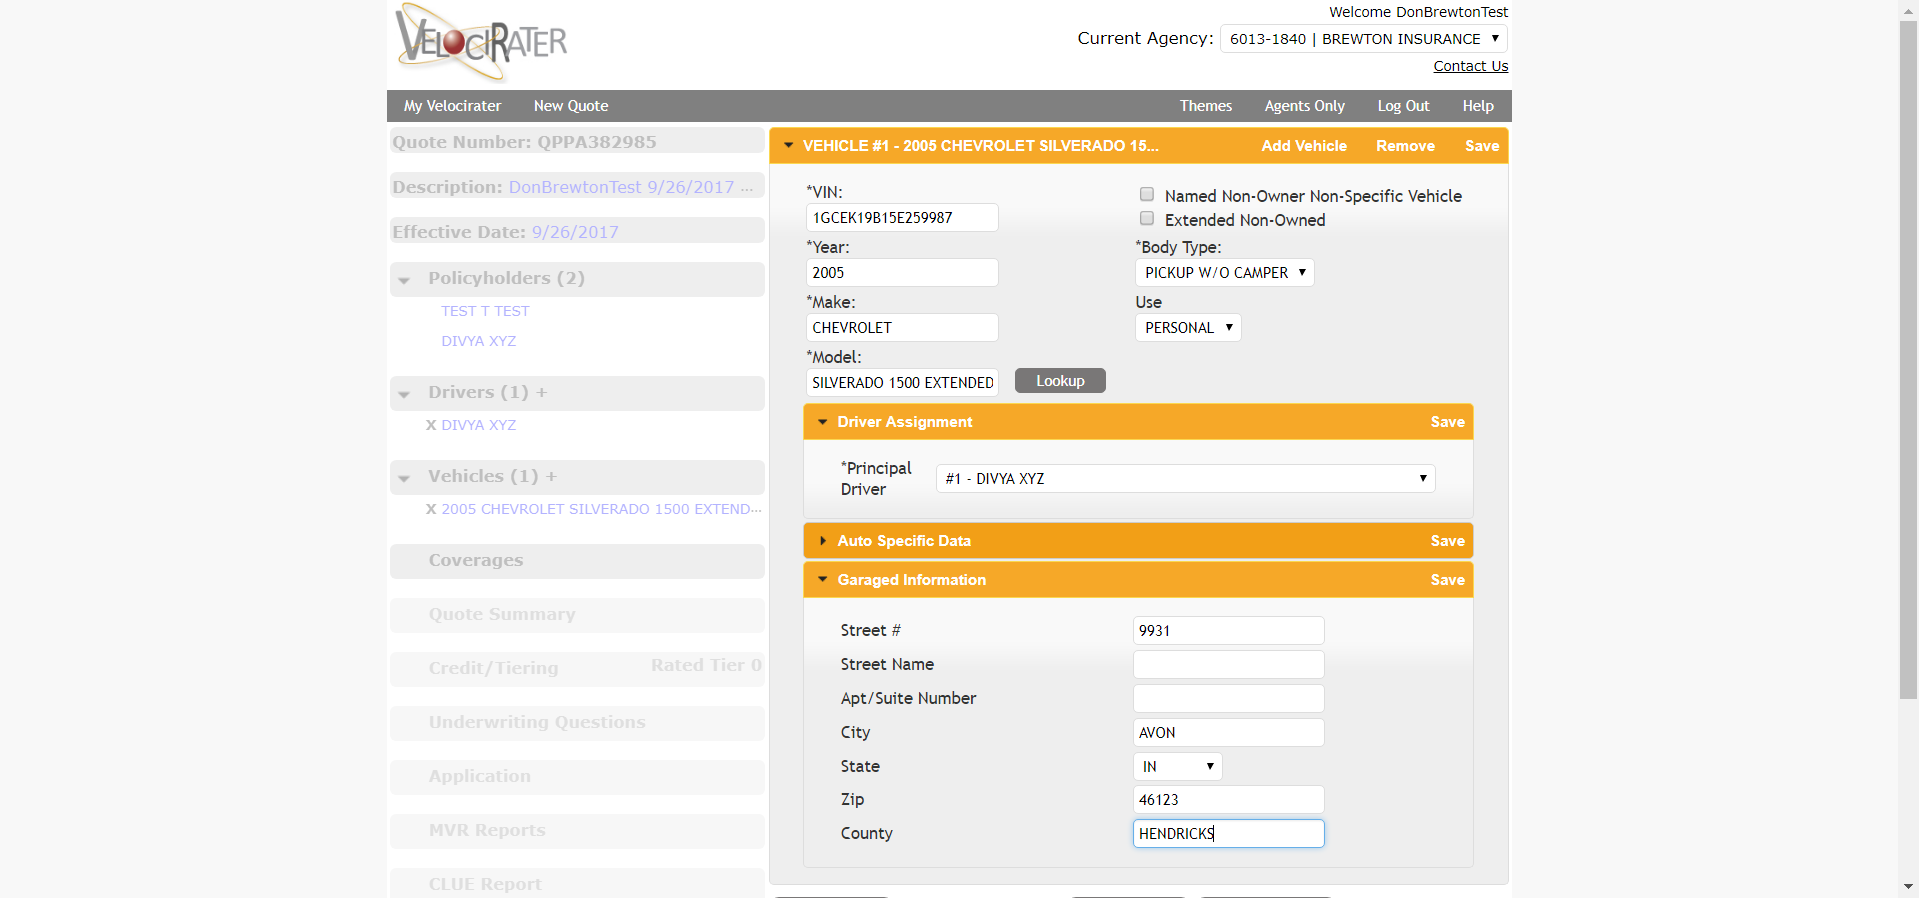 VELOCIRATER
Welcome DonBrewtonTest
Current Agency: 6013-1840 | BREWTON INSURANCE
Contact Us
My Velocirater New Quote Themes Agents Only Log Out Help
Quote Number: QPPA382985
Description: DonBrewtonTest 9/26/2017 ...
Effective Date: 9/26/2017
Policyholders (2)
TEST T TEST
DIVYA XYZ
Drivers (1) +
X DIVYA XYZ
Vehicles (1) +
X 2005 CHEVROLET SILVERADO 1500 EXTEND...
Coverages
Quote Summary
Credit/Tiering Rated Tier 0
Underwriting Questions
Application
MVR Reports
CLUE Report
VEHICLE #1 - 2005 CHEVROLET SILVERADO 15... Add Vehicle Remove Save
*VIN:
1GCEK19B15E259987
Named Non-Owner Non-Specific Vehicle
Extended Non-Owned
*Year:
2005
*Body Type:
PICKUP W/O CAMPER
*Make:
CHEVROLET
Use
PERSONAL
*Model:
SILVERADO 1500 EXTENDED
Lookup
Driver Assignment Save
*Principal
Driver
#1 - DIVYA XYZ
Auto Specific Data Save
Garaged Information Save
Street # 9931
Street Name
Apt/Suite Number
City AVON
State IN
Zip 46123
County HENDRICKS